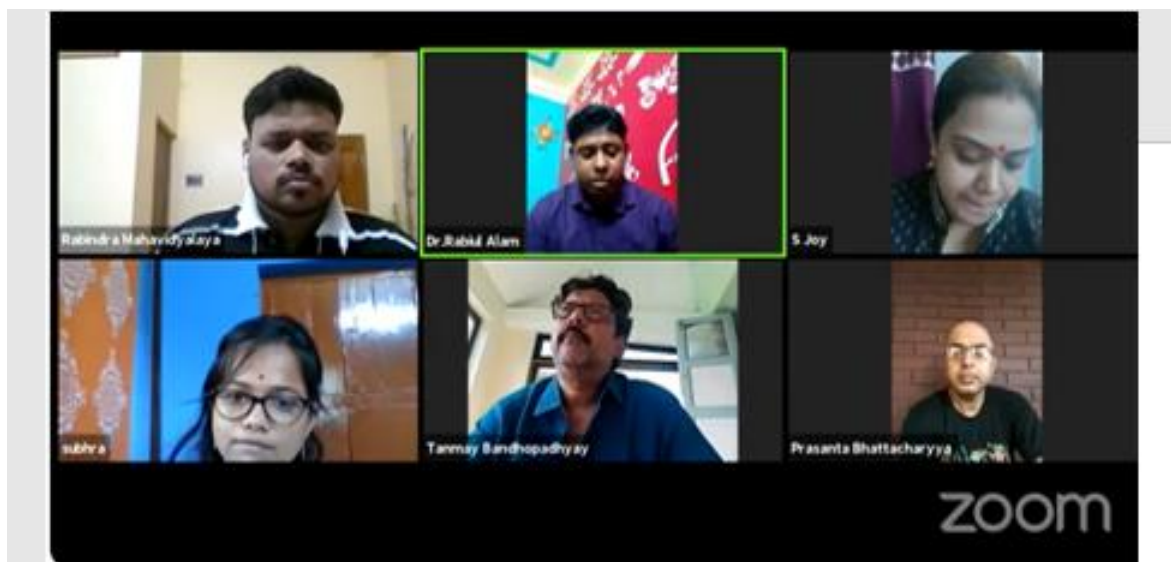 Rabindra Mahavidyalaya
Dr.Rabiul Alam
S Joy
subhra
Tanmay Bandhopadhyay
Prasanta Bhattacharyya
zoom